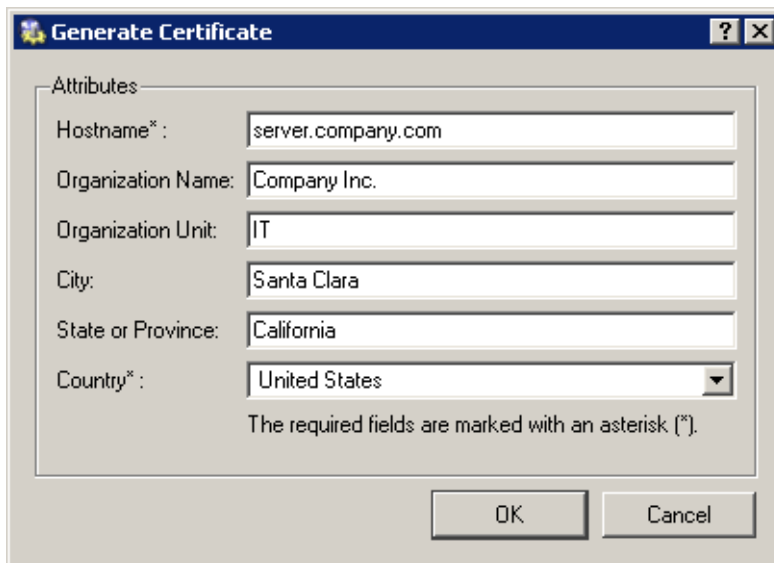 Generate Certificate
Attributes
Hostname* : server.company.com
Organization Name: Company Inc.
Organization Unit: IT
City: Santa Clara
State or Province: California
Country* : United States
The required fields are marked with an asterisk (*).
OK Cancel